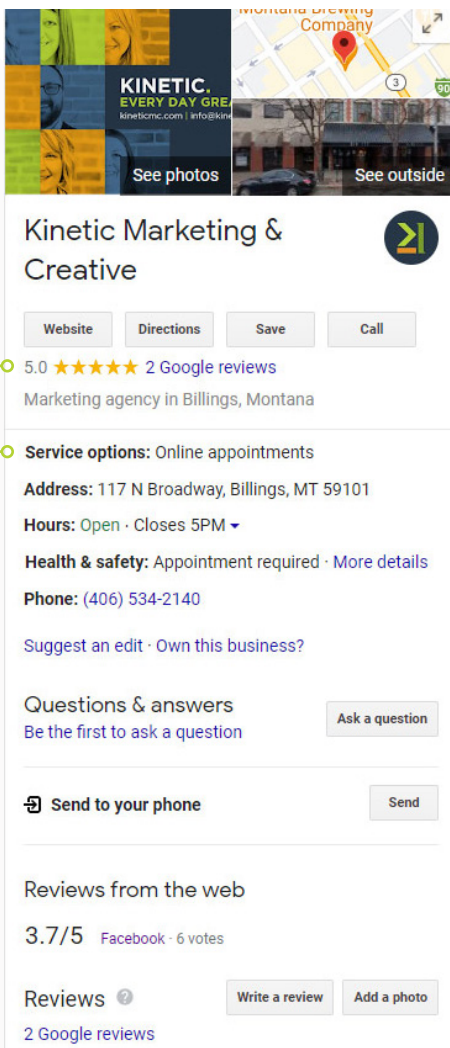 Montana Brewing
Company
KINETIC.
EVERY DAY GREA
kineticmc.com | info@kine
3
90
See photos
See outside
Kinetic Marketing &
Creative
Website Directions Save Call
5.0 ★★★★★ 2 Google reviews
Marketing agency in Billings, Montana
Service options: Online appointments
Address: 117 N Broadway, Billings, MT 59101
Hours: Open · Closes 5PM
Health & safety: Appointment required · More details
Phone: (406) 534-2140
Suggest an edit · Own this business?
Questions & answers
Be the first to ask a question
Ask a question
Send to your phone
Send
Reviews from the web
3.7/5 Facebook · 6 votes
Reviews ?
Write a review Add a photo
2 Google reviews